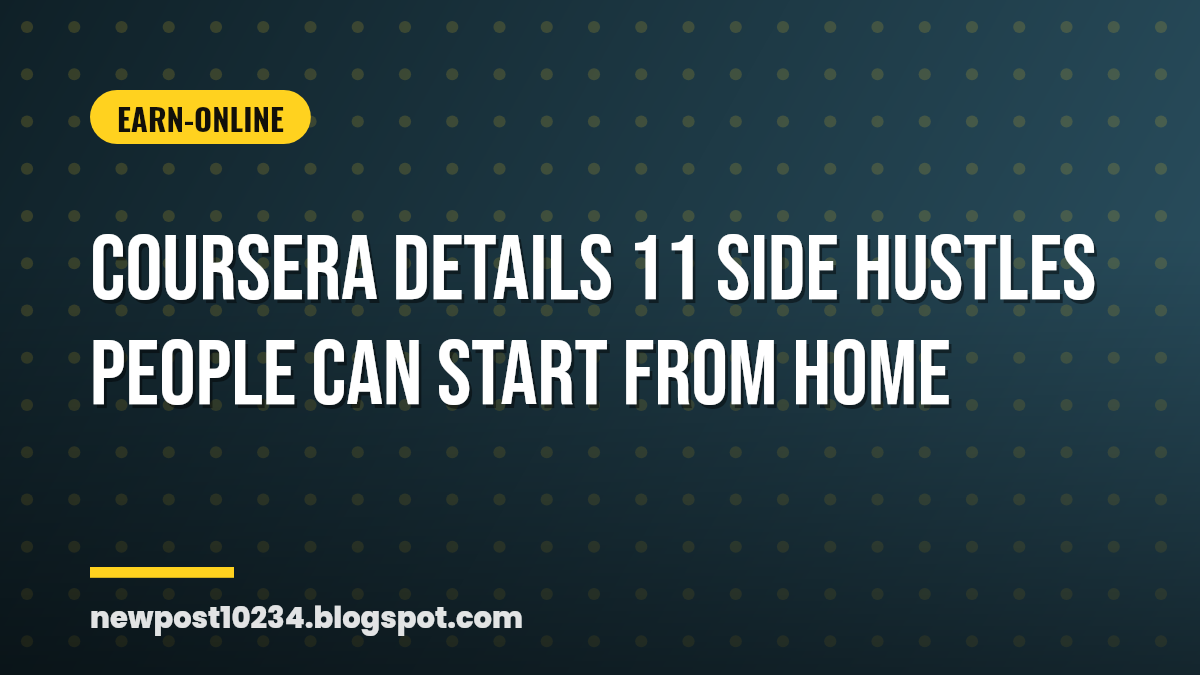 EARN-ONLINE
COURSERA DETAILS 11 SIDE HUSTLES
PEOPLE CAN START FROM HOME
newpost10234.blogspot.com